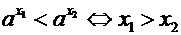 a^{x_1} < a^{x_2} ⇔ x_1 > x_2